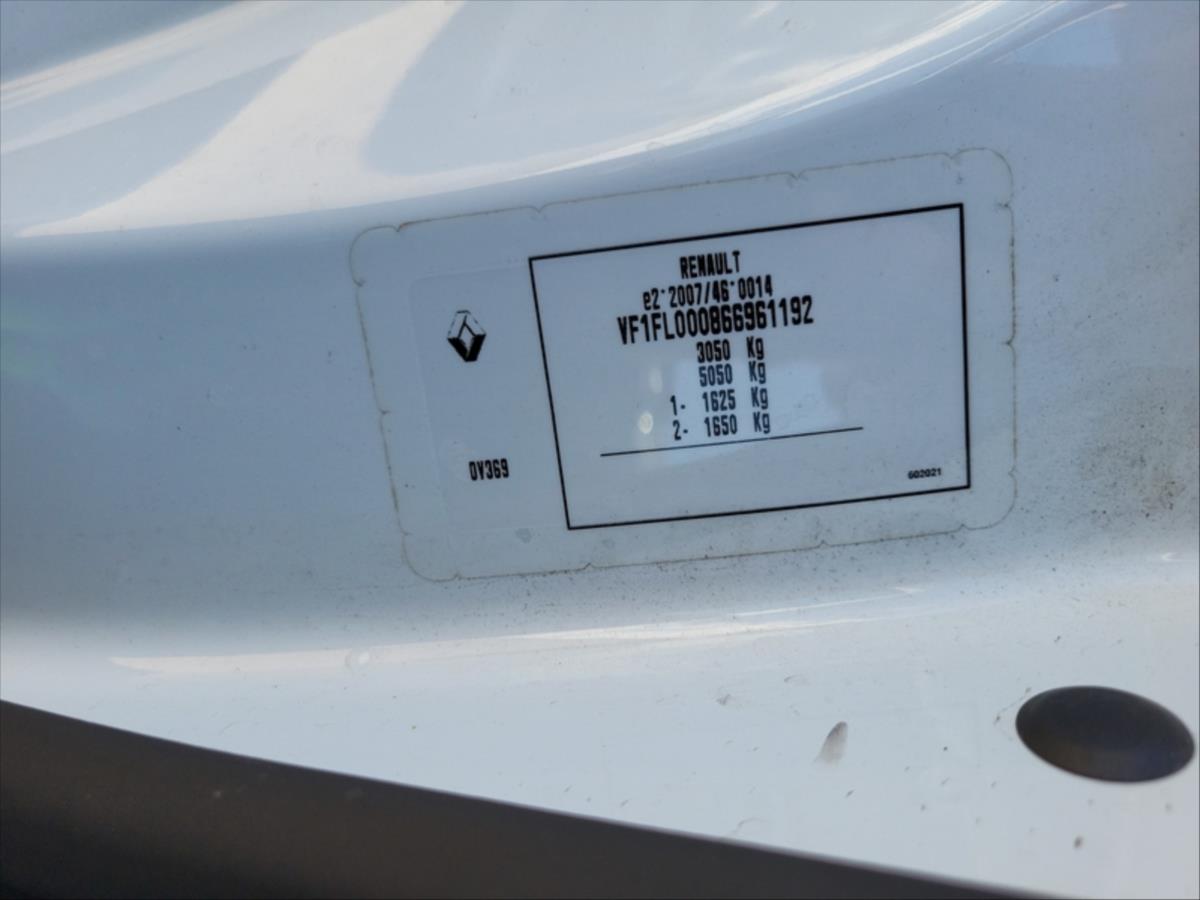 RENAULT
e2*2007/46*0014
VF1FL000866961192
3050 Kg
5050 Kg
1- 1625 Kg
2- 1650 Kg
OV369
602021